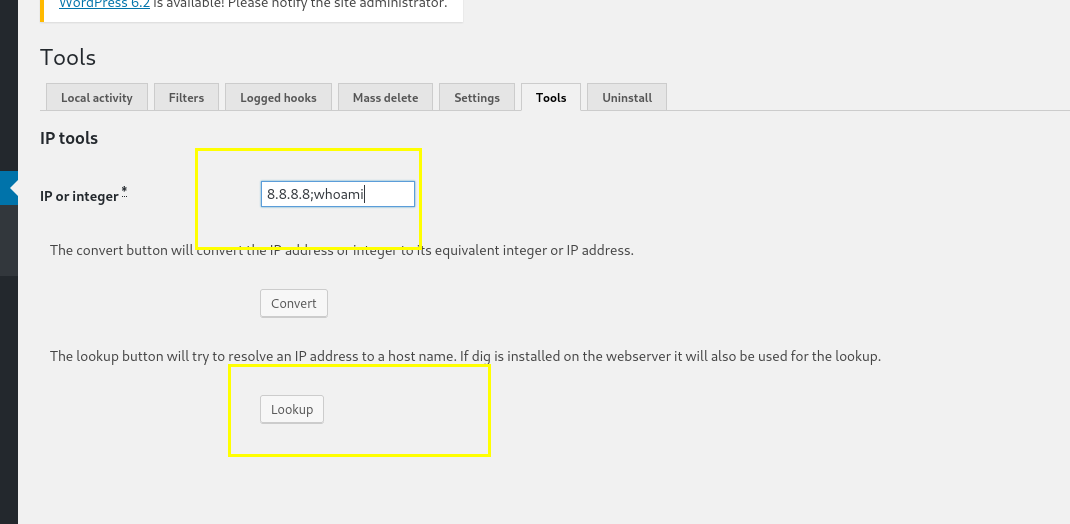 WordPress 6.2 is available! Please notify the site administrator.
Tools
Local activity Filters Logged hooks Mass delete Settings Tools Uninstall
IP tools
IP or integer * 8.8.8.8;whoami
The convert button will convert the IP address or integer to its equivalent integer or IP address.
Convert
The lookup button will try to resolve an IP address to a host name. If dig is installed on the webserver it will also be used for the lookup.
Lookup